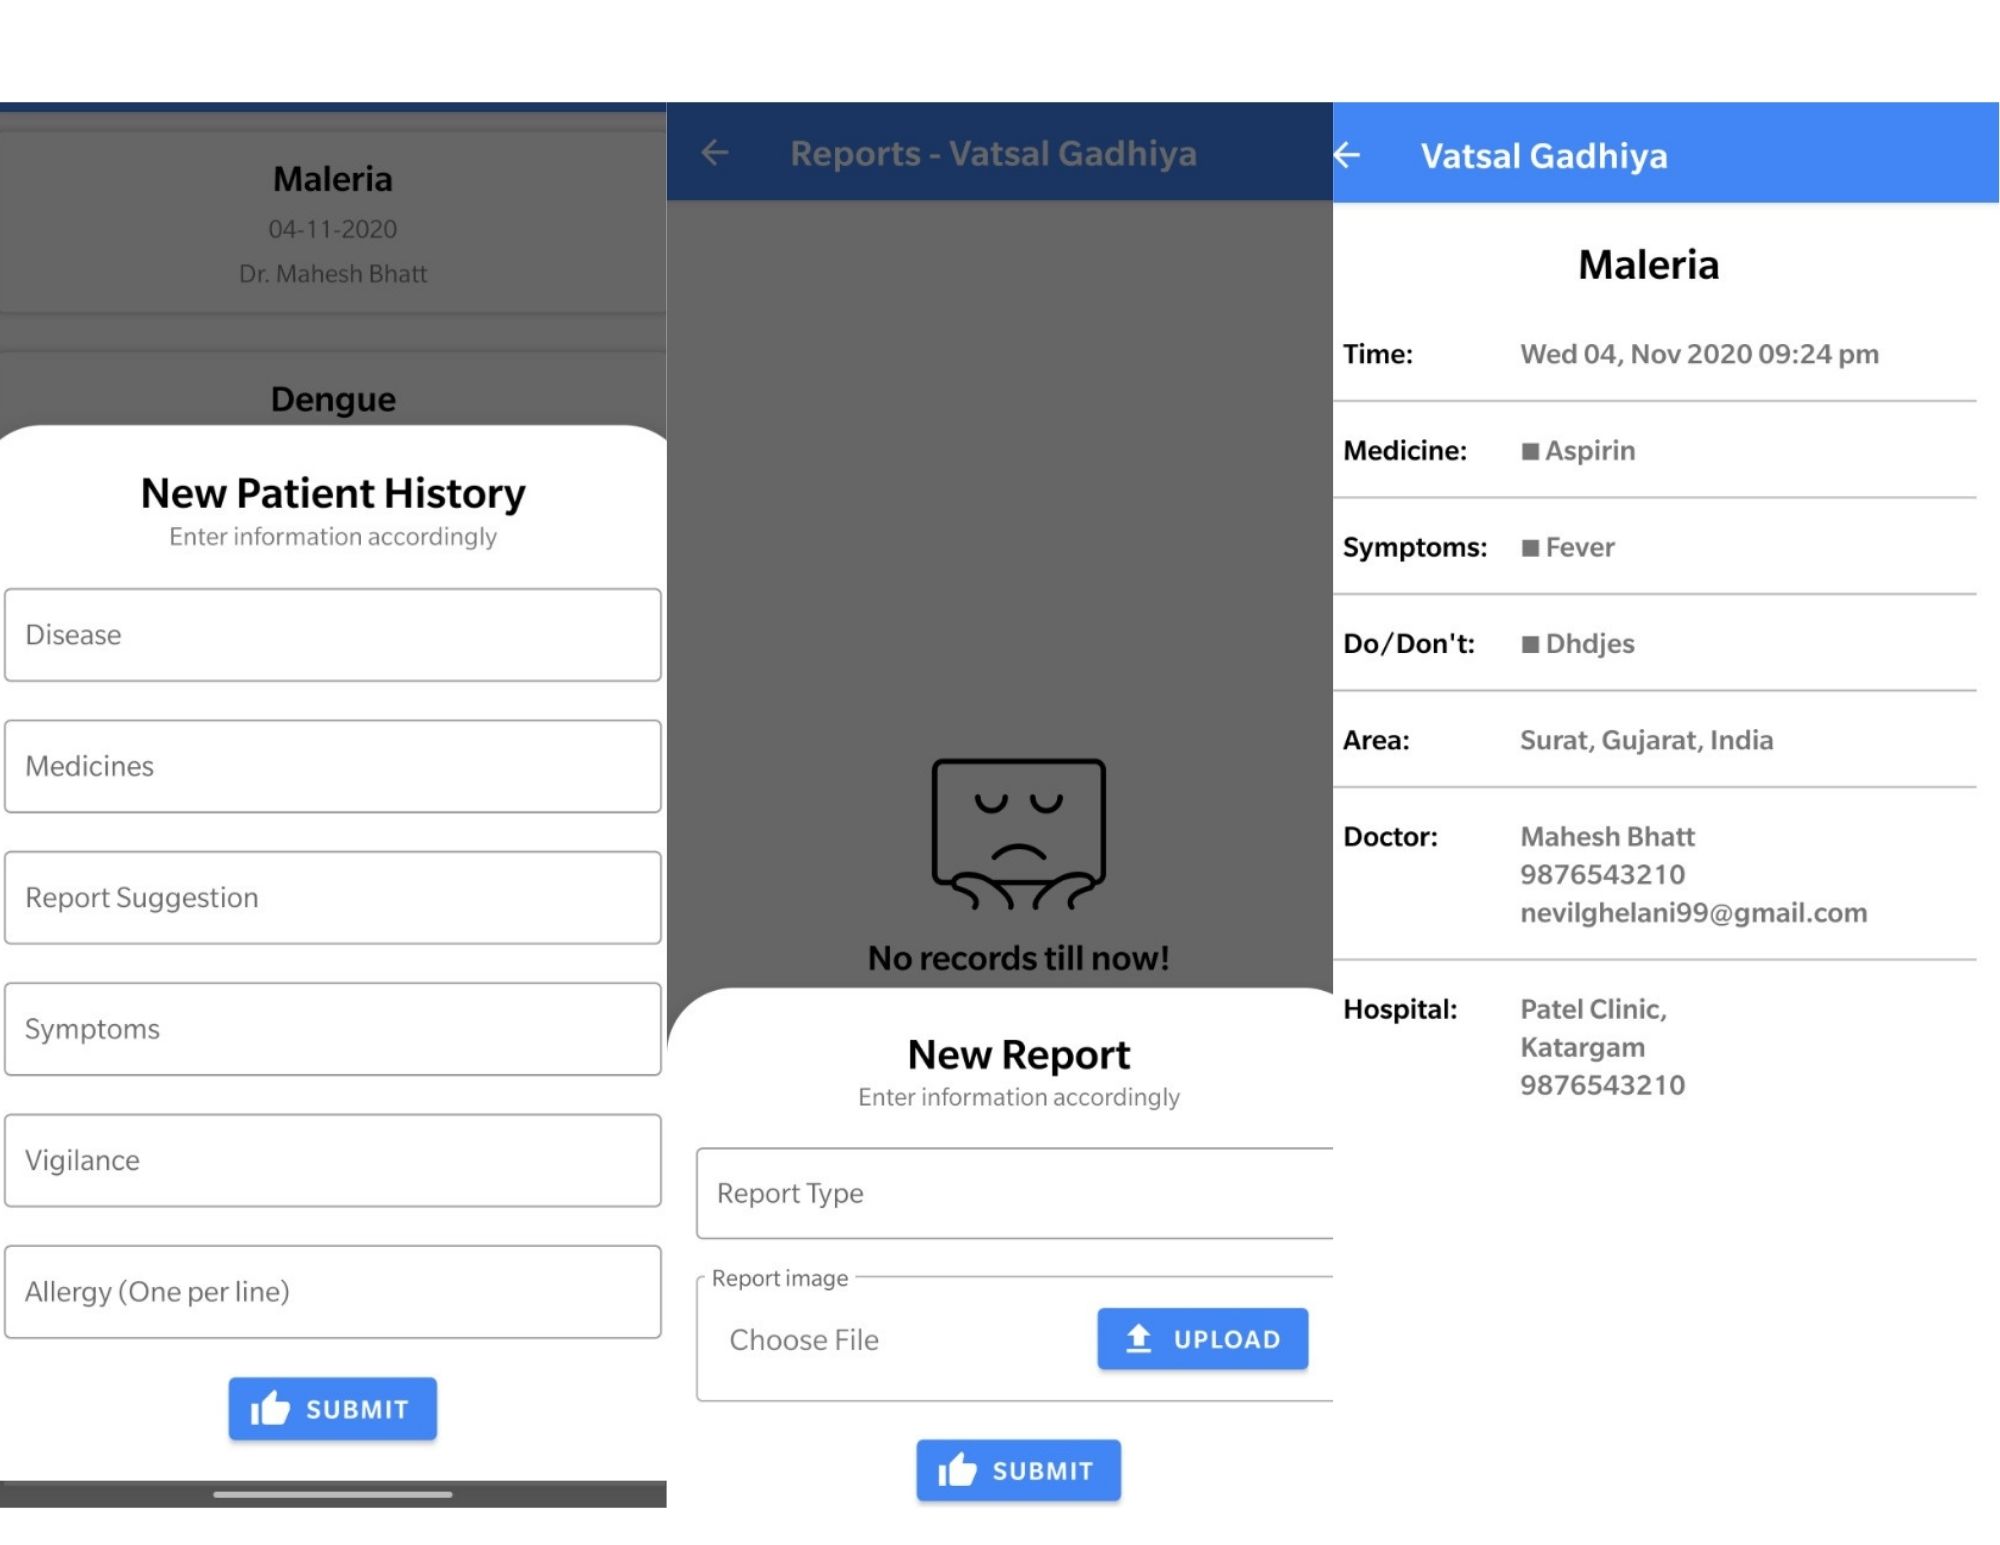 Maleria
04-11-2020
Dr. Mahesh Bhatt
Dengue
New Patient History
Enter information accordingly
Disease
Medicines
Report Suggestion
Symptoms
Vigilance
Allergy (One per line)
SUBMIT
Reports - Vatsal Gadhiya
No records till now!
New Report
Enter information accordingly
Report Type
Report image
Choose File
UPLOAD
SUBMIT
Vatsal Gadhiya
Maleria
Time: Wed 04, Nov 2020 09:24 pm
Medicine: ■ Aspirin
Symptoms: ■ Fever
Do/Don't: ■ Dhdjes
Area: Surat, Gujarat, India
Doctor: Mahesh Bhatt
9876543210
nevilghelani99@gmail.com
Hospital: Patel Clinic,
Katargam
9876543210